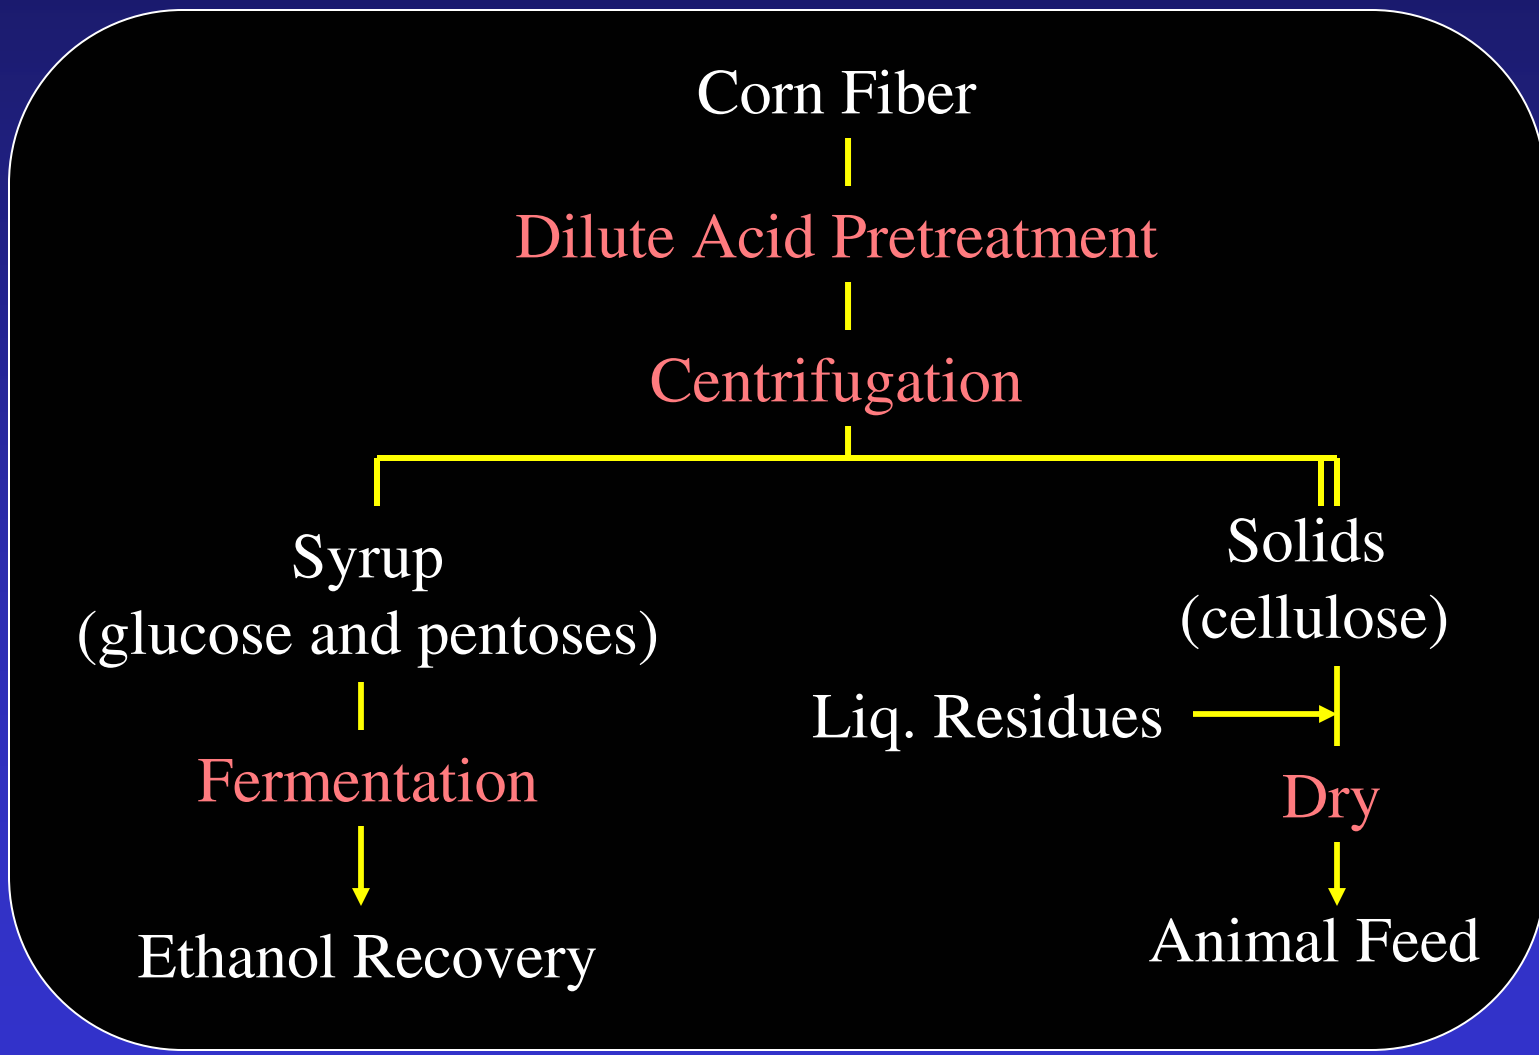 Corn Fiber
Dilute Acid Pretreatment
Centrifugation
Syrup
(glucose and pentoses)
Fermentation
Ethanol Recovery
Solids
(cellulose)
Liq. Residues
Dry
Animal Feed